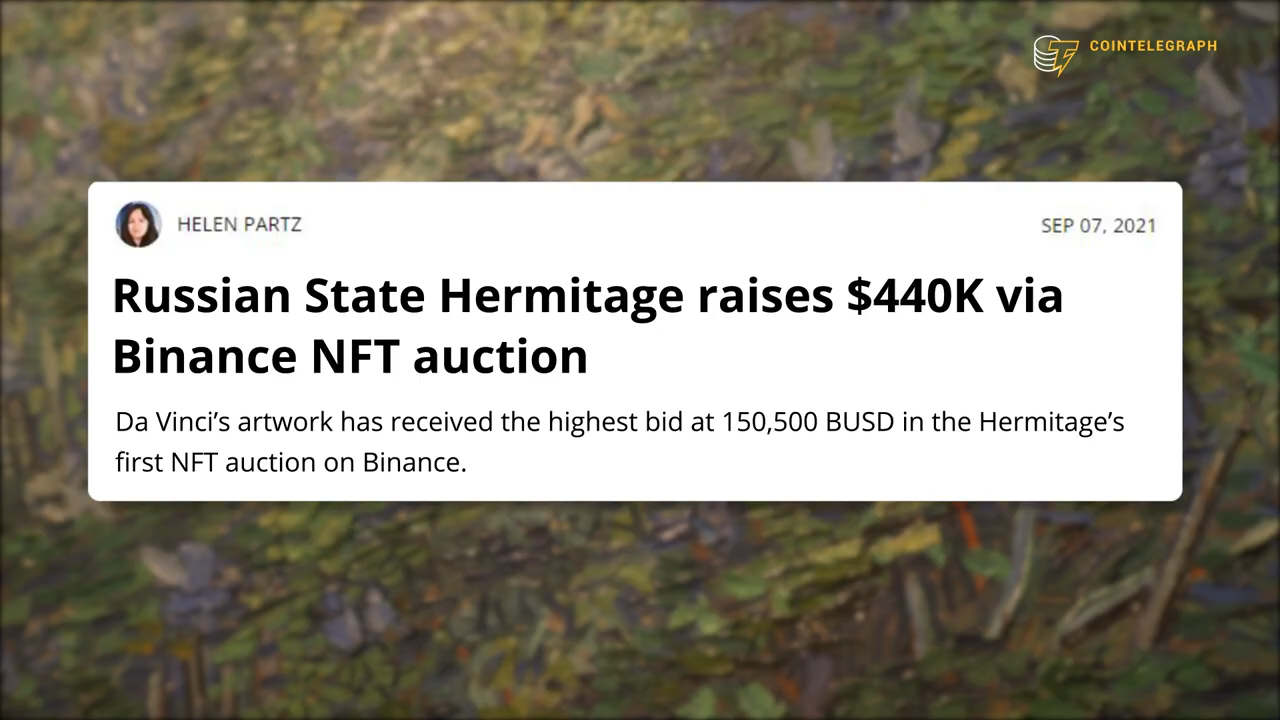 COINTELEGRAPH
HELEN PARTZ
SEP 07, 2021
Russian State Hermitage raises $440K via
Binance NFT auction
Da Vinci’s artwork has received the highest bid at 150,500 BUSD in the Hermitage’s
first NFT auction on Binance.